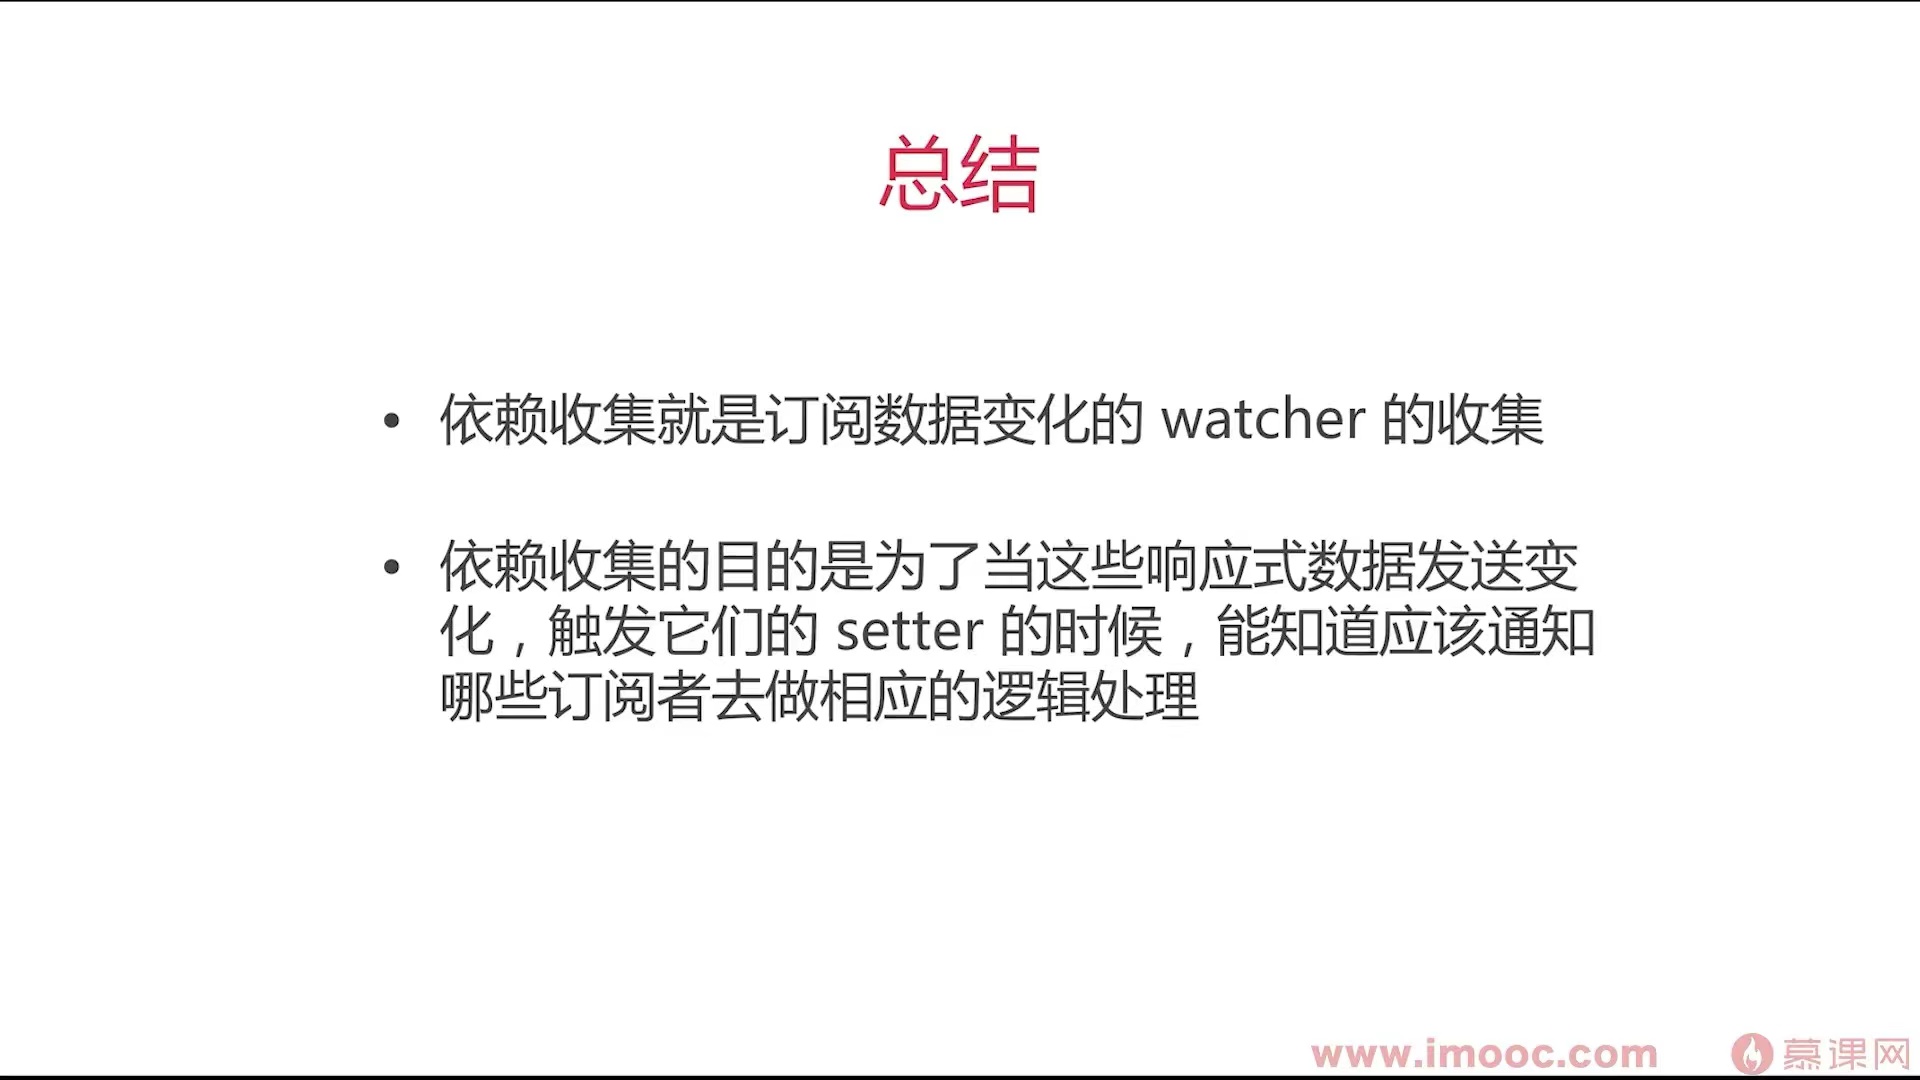 总结
• 依赖收集就是订阅数据变化的 watcher 的收集
• 依赖收集的目的是为了当这些响应式数据发送变
化，触发它们的 setter 的时候，能知道应该通知
哪些订阅者去做相应的逻辑处理
www.imooc.com 慕课网